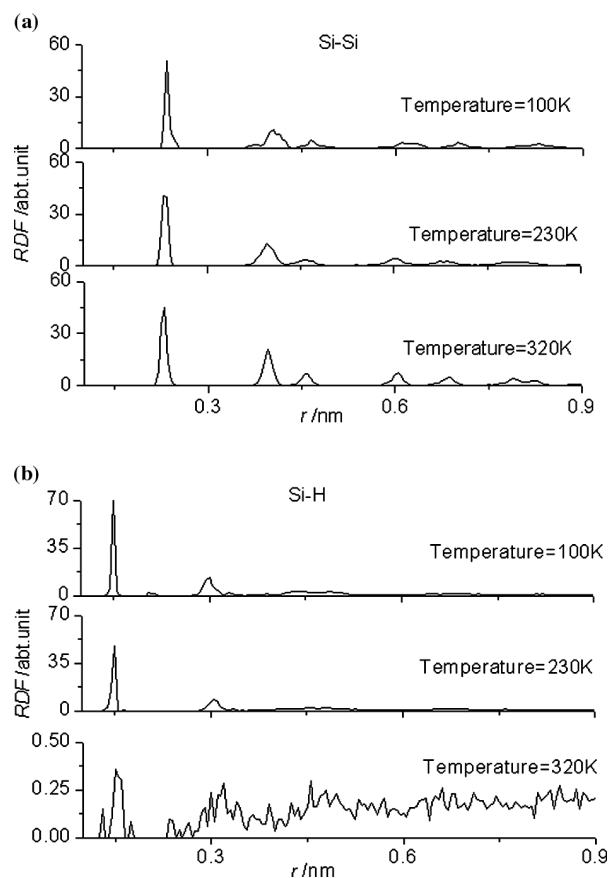 (a)
Si-Si
60
30
0
Temperature=100K
60
30
0
Temperature=230K
60
30
0
Temperature=320K
RDF /abt.unit
0.3 0.6 0.9
r /nm
(b)
Si-H
70
35
0
Temperature=100K
70
35
0
Temperature=230K
0.50
0.25
0.00
Temperature=320K
RDF /abt.unit
0.3 0.6 0.9
r /nm